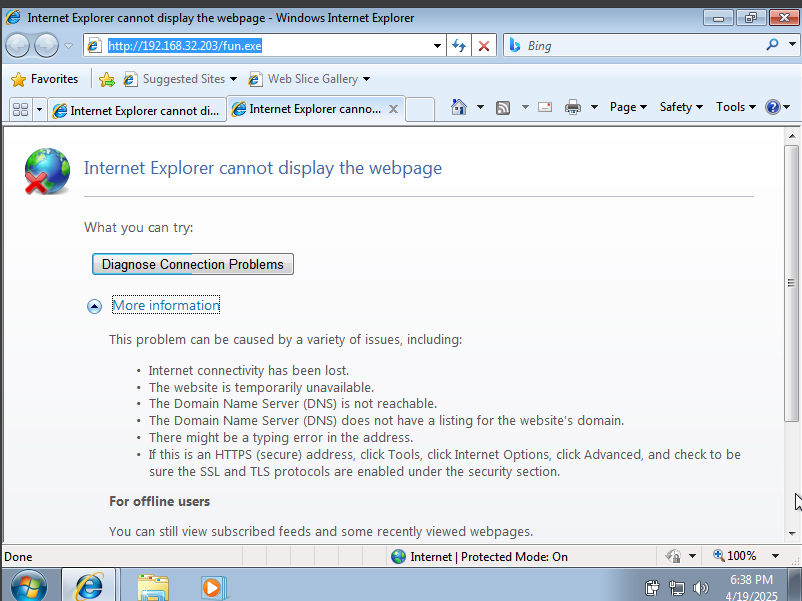 Internet Explorer cannot display the webpage - Windows Internet Explorer
http://192.168.32.203/fun.exe
Bing
Favorites
Suggested Sites
Web Slice Gallery
Internet Explorer cannot di...
Internet Explorer canno...
Page
Safety
Tools
Internet Explorer cannot display the webpage
What you can try:
Diagnose Connection Problems
More information
This problem can be caused by a variety of issues, including:
• Internet connectivity has been lost.
• The website is temporarily unavailable.
• The Domain Name Server (DNS) is not reachable.
• The Domain Name Server (DNS) does not have a listing for the website's domain.
• There might be a typing error in the address.
• If this is an HTTPS (secure) address, click Tools, click Internet Options, click Advanced, and check to be
sure the SSL and TLS protocols are enabled under the security section.
For offline users
You can still view subscribed feeds and some recently viewed webpages.
Done
Internet | Protected Mode: On
100%
6:38 PM
4/19/2025